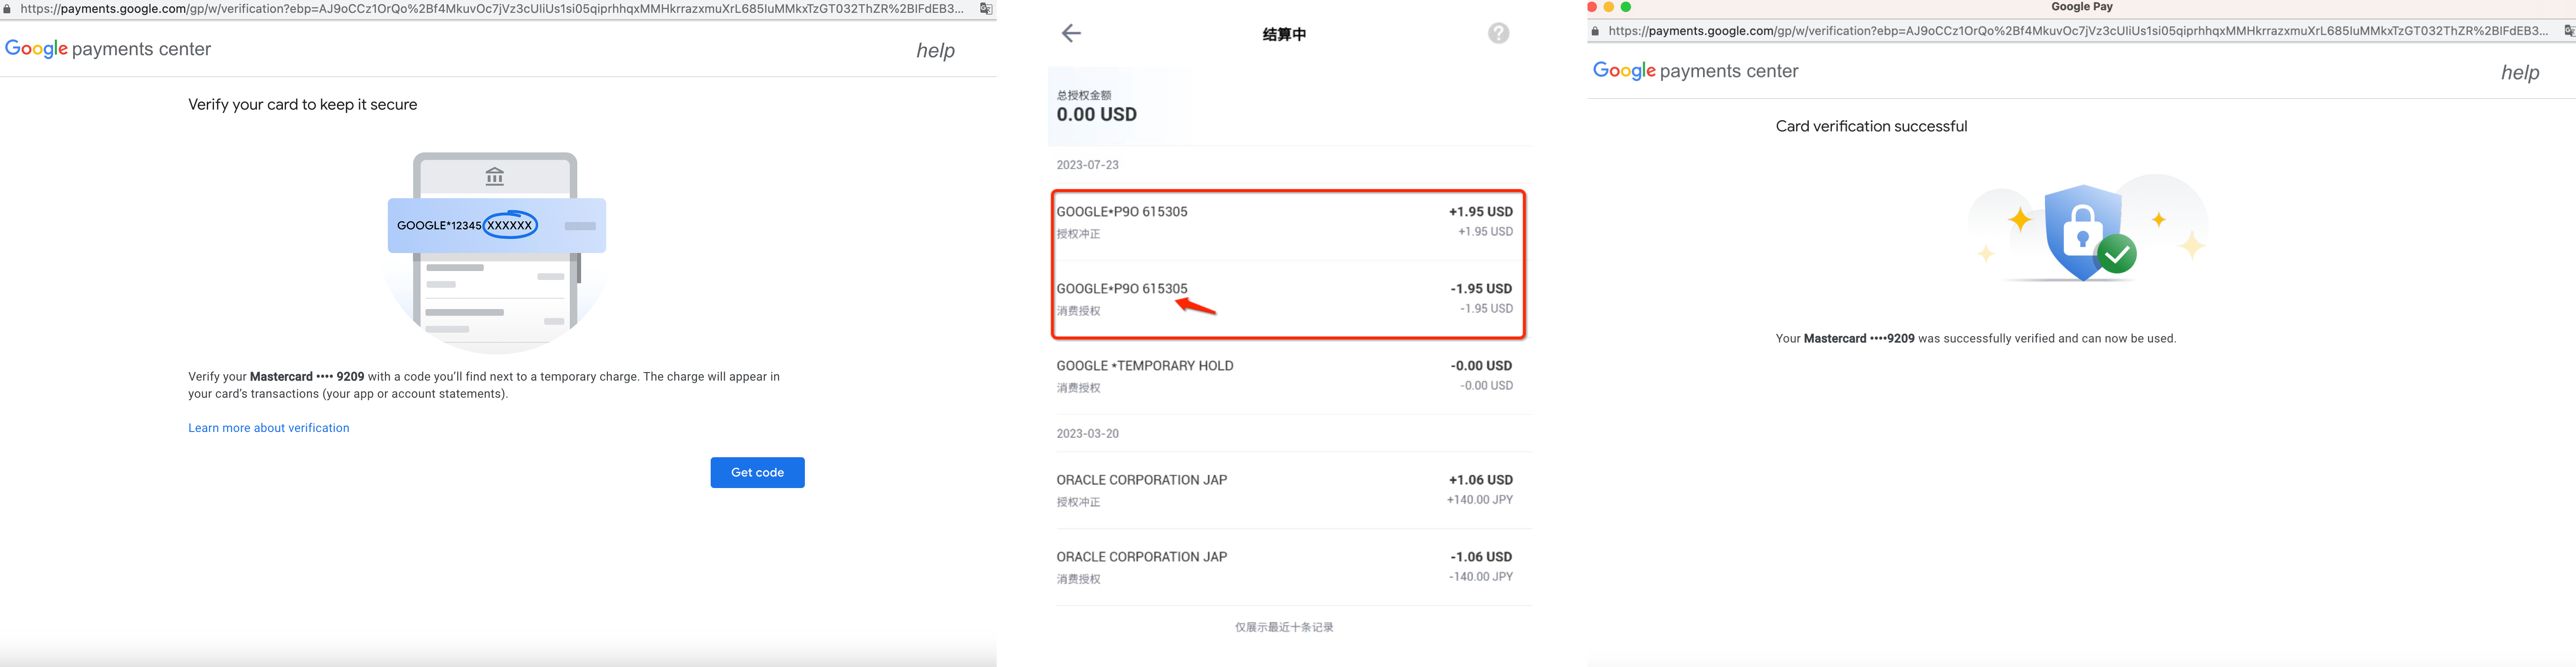 https://payments.google.com/gp/w/verification?ebp=AJ9oCCz1OrQo%2Bf4MkuvOc7jVz3cUIiUs1si05qiprhhqxMMHkrrazxmuXrL685IuMMkxTzGT032ThZR%2BIFdEB3...
Google payments center
help
Verify your card to keep it secure
GOOGLE*12345 XXXXXX
Verify your Mastercard •••• 9209 with a code you'll find next to a temporary charge. The charge will appear in
your card's transactions (your app or account statements).
Learn more about verification
Get code
结算中
?
总授权金额
0.00 USD
2023-07-23
GOOGLE*P9O 615305 +1.95 USD
授权冲正 +1.95 USD
GOOGLE*P9O 615305 -1.95 USD
消费授权 -1.95 USD
GOOGLE *TEMPORARY HOLD -0.00 USD
消费授权 -0.00 USD
2023-03-20
ORACLE CORPORATION JAP +1.06 USD
授权冲正 +140.00 JPY
ORACLE CORPORATION JAP -1.06 USD
消费授权 -140.00 JPY
仅展示最近十条记录
Google Pay
https://payments.google.com/gp/w/verification?ebp=AJ9oCCz1OrQo%2Bf4MkuvOc7jVz3cUIiUs1si05qiprhhqxMMHkrrazxmuXrL685IuMMkxTzGT032ThZR%2BIFdEB3...
Google payments center
help
Card verification successful
Your Mastercard ••••9209 was successfully verified and can now be used.